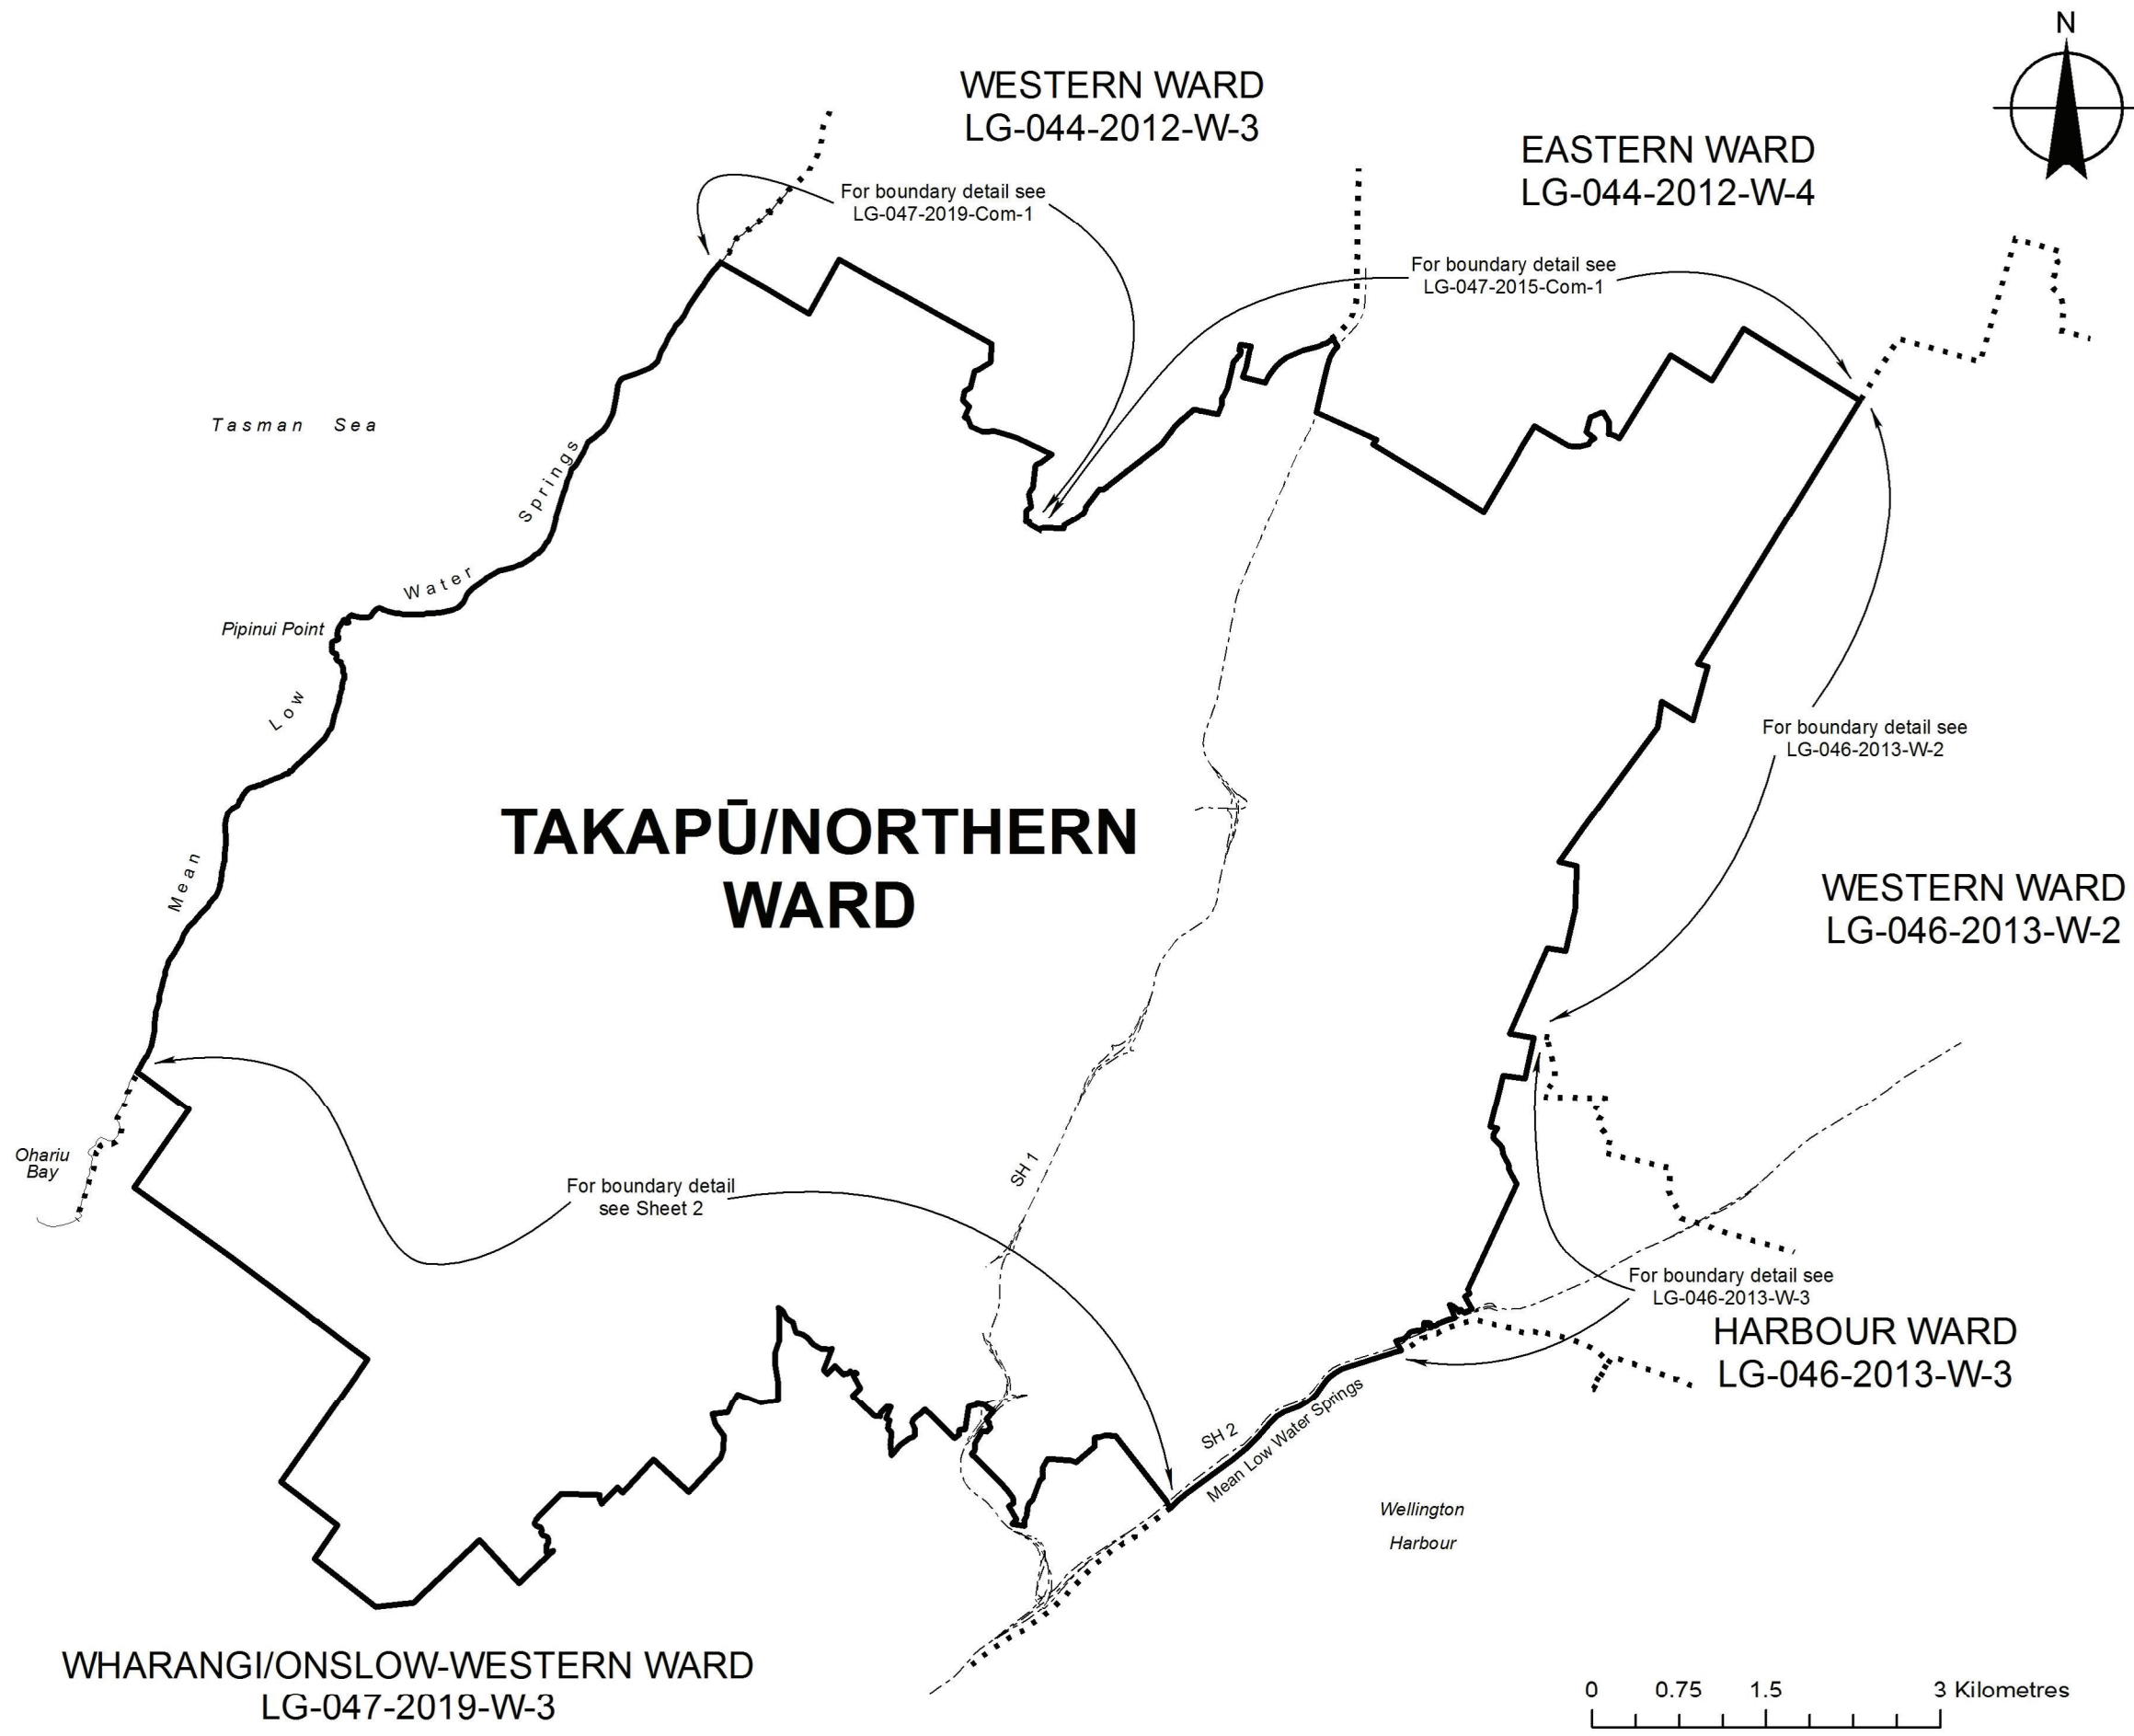 N
WESTERN WARD
LG-044-2012-W-3
EASTERN WARD
LG-044-2012-W-4
For boundary detail see
LG-047-2019-Com-1
For boundary detail see
LG-047-2015-Com-1
Tasman Sea
Springs
Water
Pipinui Point
Low
Mean
For boundary detail see
LG-046-2013-W-2
TAKAPŪ/NORTHERN
WARD
WESTERN WARD
LG-046-2013-W-2
Ohariu
Bay
For boundary detail
see Sheet 2
SH 1
For boundary detail see
LG-046-2013-W-3
HARBOUR WARD
LG-046-2013-W-3
SH 2
Mean Low Water Springs
Wellington
Harbour
WHARANGI/ONSLOW-WESTERN WARD
LG-047-2019-W-3
0 0.75 1.5 3 Kilometres